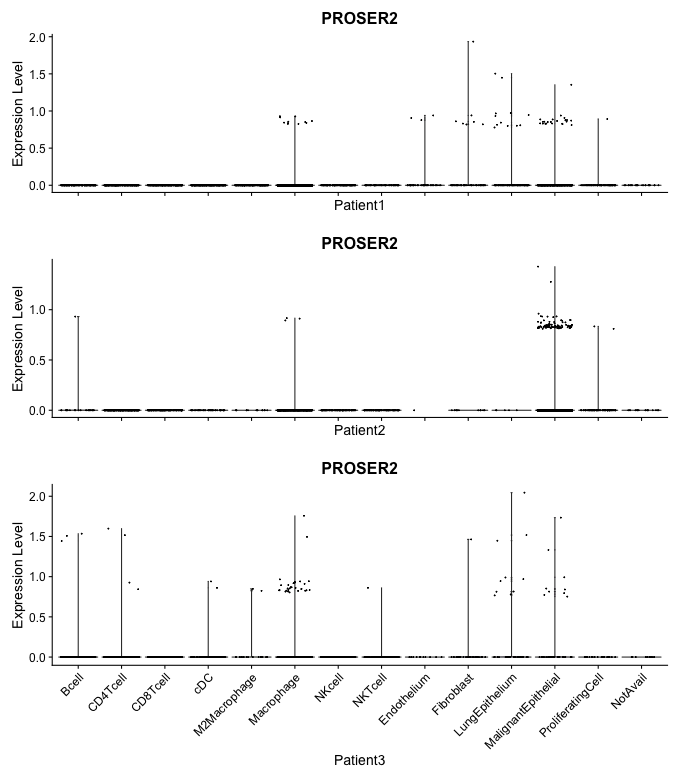 PROSER2
2.0
1.5
1.0
0.5
0.0
Expression Level
Patient1
PROSER2
1.0
0.5
0.0
Expression Level
Patient2
PROSER2
2.0
1.5
1.0
0.5
0.0
Expression Level
Bcell
CD4Tcell
CD8Tcell
cDC
M2Macrophage
Macrophage
NKcell
NKTcell
Endothelium
Fibroblast
LungEpithelium
MalignantEpithelial
ProliferatingCell
NotAvail
Patient3